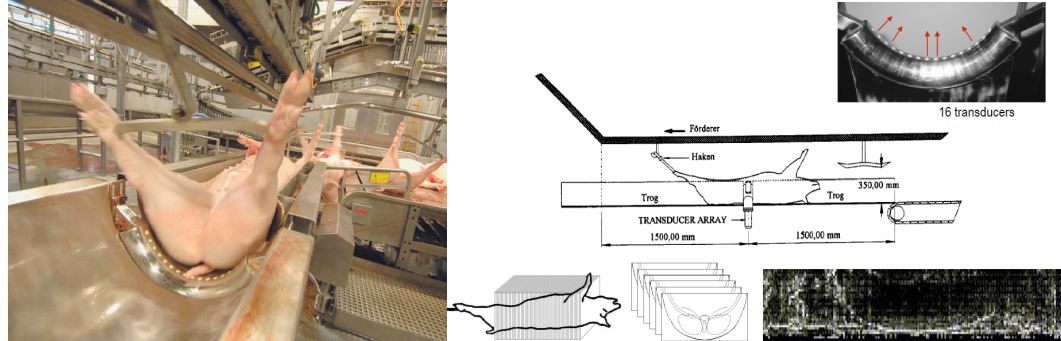 16 transducers
Förderer
Haken
350,00 mm
Trog
Trog
TRANSDUCER ARRAY
1500,00 mm
1500,00 mm